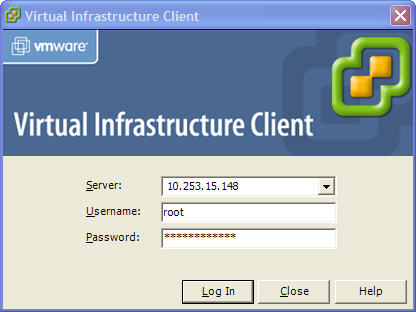 Virtual Infrastructure Client
vmware®
Virtual Infrastructure Client
Server: 10.253.15.148
Username: root
Password: ************
Log In Close Help